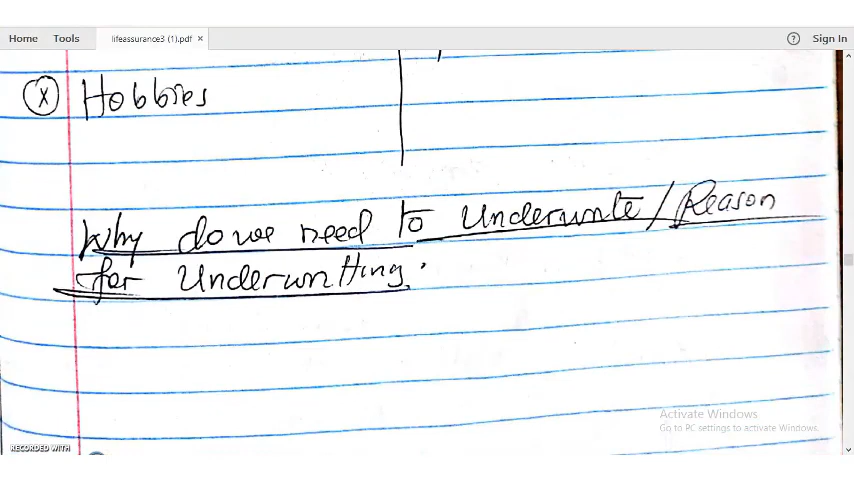 Home Tools lifeassurance3 (1).pdf × ? Sign In
(x) Hobbies
Why do we need to Underwrite/Reason
for Underwritting.
Activate Windows
Go to PC settings to activate Windows.
RECORDED WITH